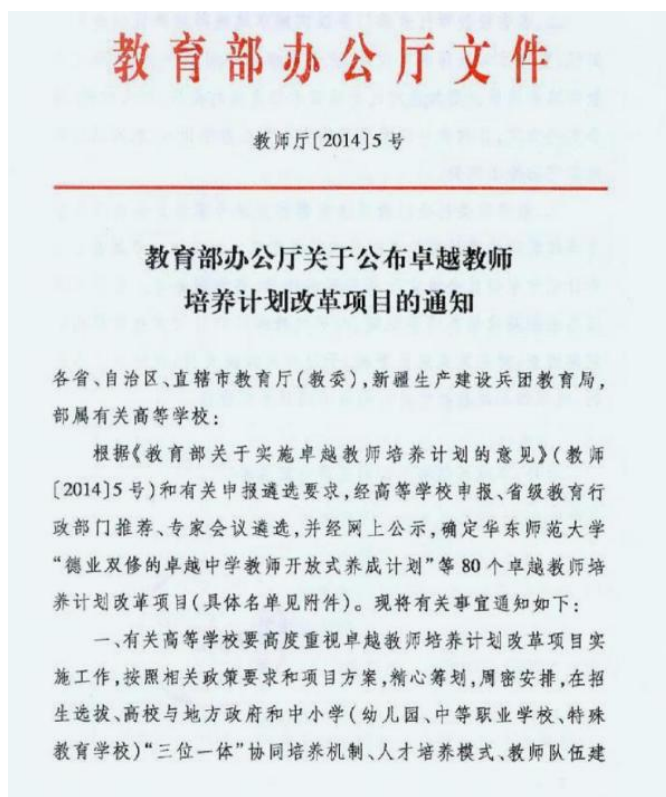 教育部办公厅文件
教师厅〔2014〕5号
教育部办公厅关于公布卓越教师
培养计划改革项目的通知
各省、自治区、直辖市教育厅(教委),新疆生产建设兵团教育局,
部属有关高等学校:
根据《教育部关于实施卓越教师培养计划的意见》(教师
〔2014〕5号)和有关申报遴选要求,经高等学校申报、省级教育行
政部门推荐、专家会议遴选,并经网上公示,确定华东师范大学
“德业双修的卓越中学教师开放式养成计划”等80个卓越教师培
养计划改革项目(具体名单见附件)。现将有关事宜通知如下:
一、有关高等学校要高度重视卓越教师培养计划改革项目实
施工作,按照相关政策要求和项目方案,精心筹划,周密安排,在招
生选拔、高校与地方政府和中小学(幼儿园、中等职业学校、特殊
教育学校)“三位一体”协同培养机制、人才培养模式、教师队伍建